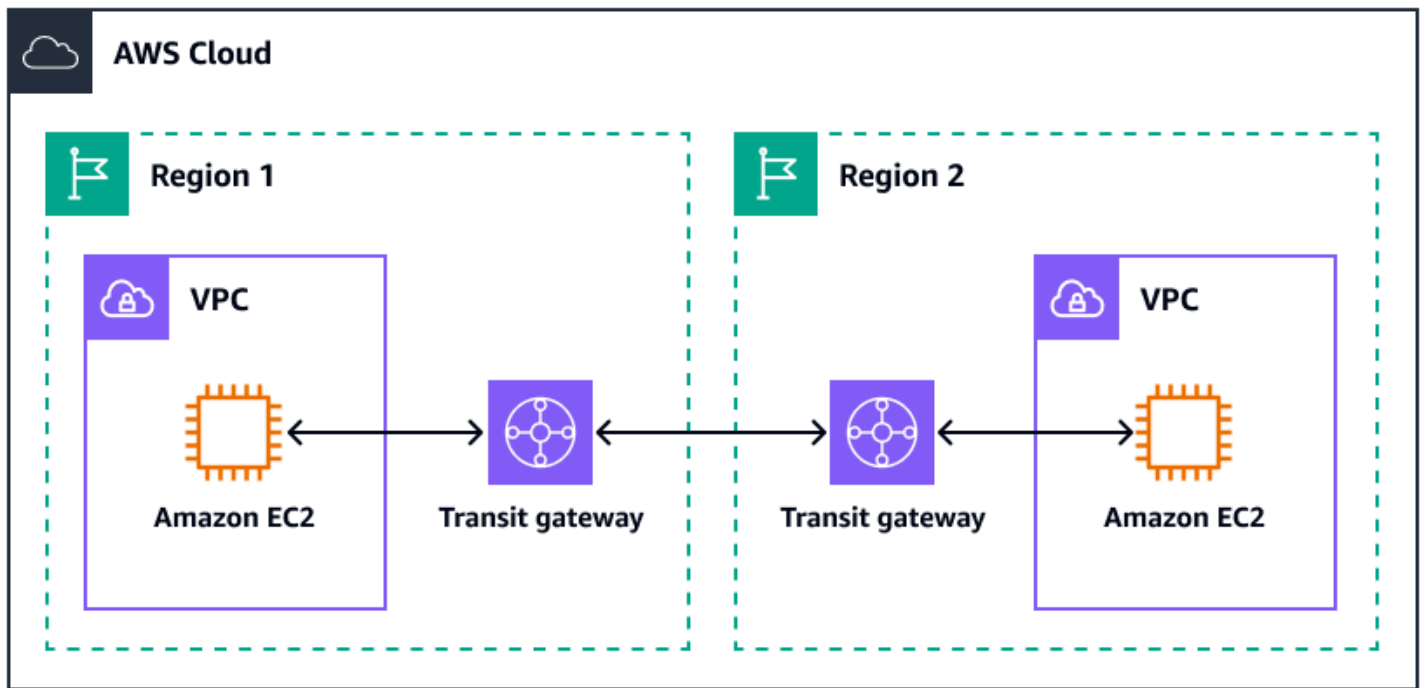 AWS Cloud
Region 1
Region 2
VPC
VPC
Amazon EC2
Transit gateway
Transit gateway
Amazon EC2